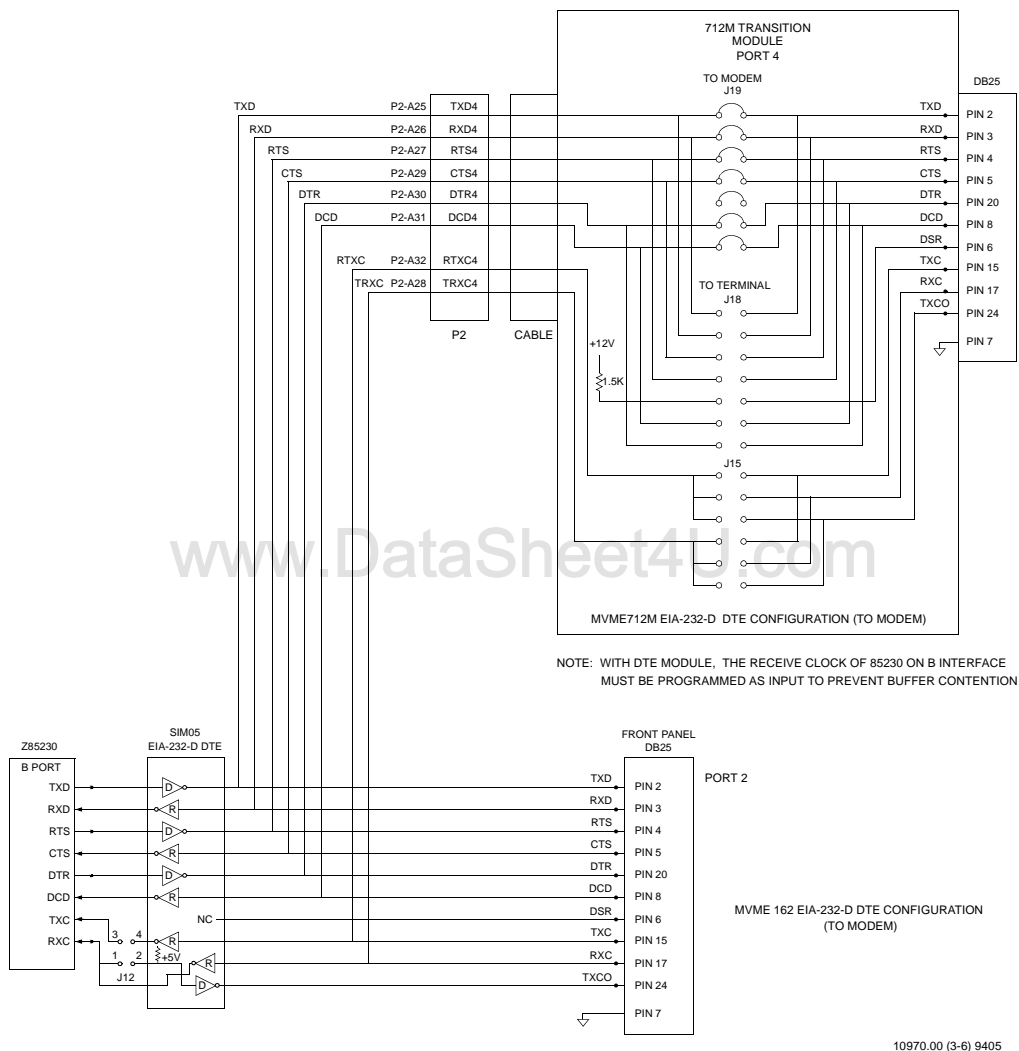 712M TRANSITION
MODULE
PORT 4
TO MODEM
J19
DB25
TXD P2-A25 TXD4 TXD PIN 2
RXD P2-A26 RXD4 RXD PIN 3
RTS P2-A27 RTS4 RTS PIN 4
CTS P2-A29 CTS4 CTS PIN 5
DTR P2-A30 DTR4 DTR PIN 20
DCD P2-A31 DCD4 DCD PIN 8
DSR PIN 6
RTXC P2-A32 RTXC4 TXC PIN 15
TRXC P2-A28 TRXC4 RXC PIN 17
TO TERMINAL
J18
TXCO PIN 24
P2 CABLE
+12V
PIN 7
1.5K
J15
www.DataSheet4U.com
MVME712M EIA-232-D DTE CONFIGURATION (TO MODEM)
NOTE: WITH DTE MODULE, THE RECEIVE CLOCK OF 85230 ON B INTERFACE
MUST BE PROGRAMMED AS INPUT TO PREVENT BUFFER CONTENTION
Z85230
SIM05
EIA-232-D DTE
FRONT PANEL
DB25
B PORT
PORT 2
TXD D TXD PIN 2
RXD R RXD PIN 3
RTS D RTS PIN 4
CTS R CTS PIN 5
DTR D DTR PIN 20
DCD R DCD PIN 8
TXC NC DSR PIN 6
RXC 3 4 R TXC PIN 15
1 2 +5V R RXC PIN 17
J12 D TXCO PIN 24
PIN 7
MVME 162 EIA-232-D DTE CONFIGURATION
(TO MODEM)
10970.00 (3-6) 9405